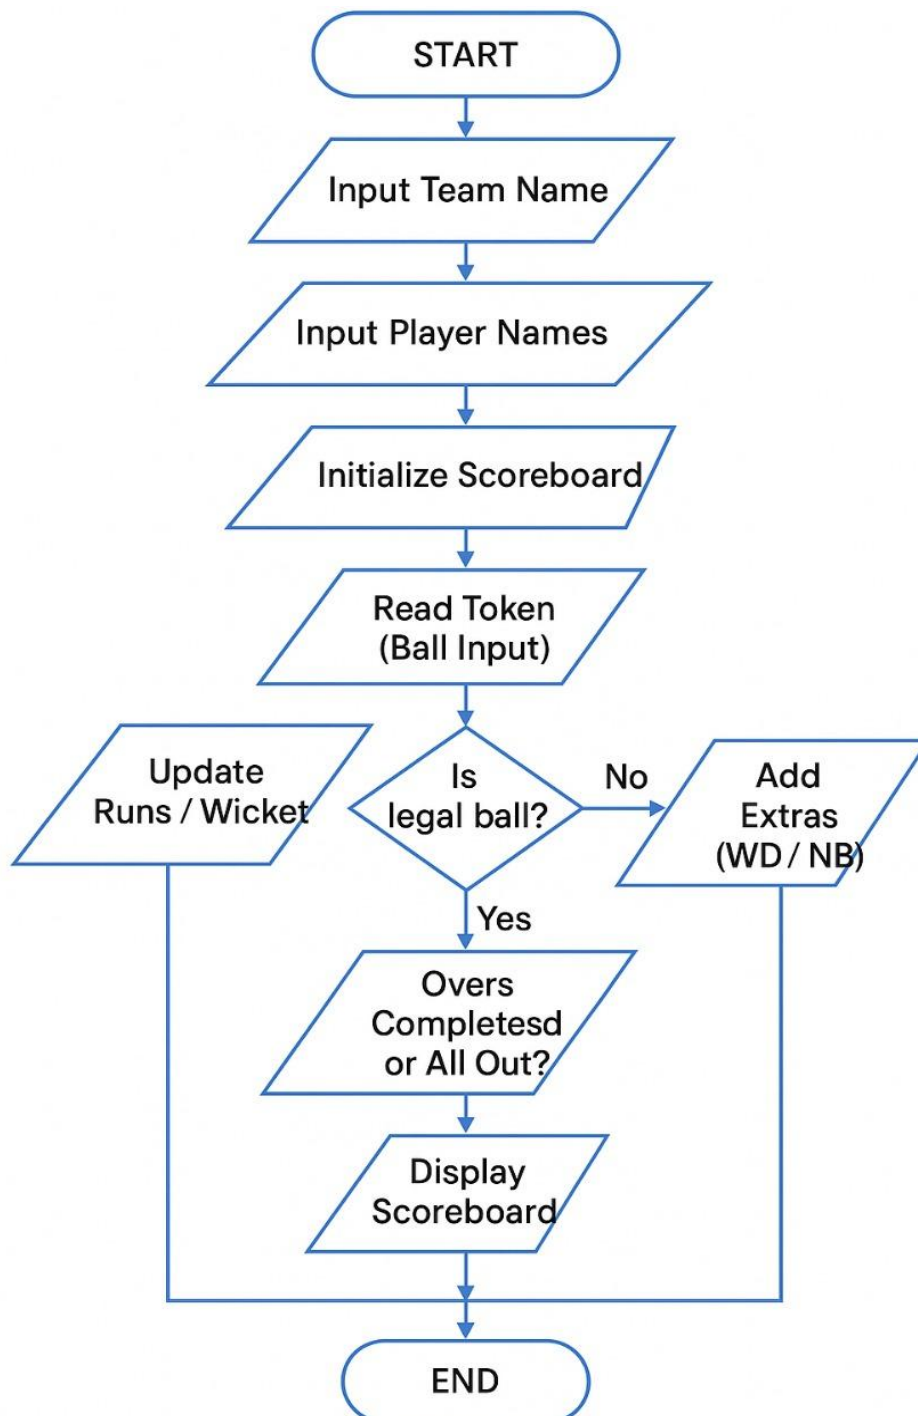 START
Input Team Name
Input Player Names
Initialize Scoreboard
Read Token
(Ball Input)
Update
Runs / Wicket
Is
legal ball?
No
Add
Extras
(WD / NB)
Yes
Overs
Completesd
or All Out?
Display
Scoreboard
END